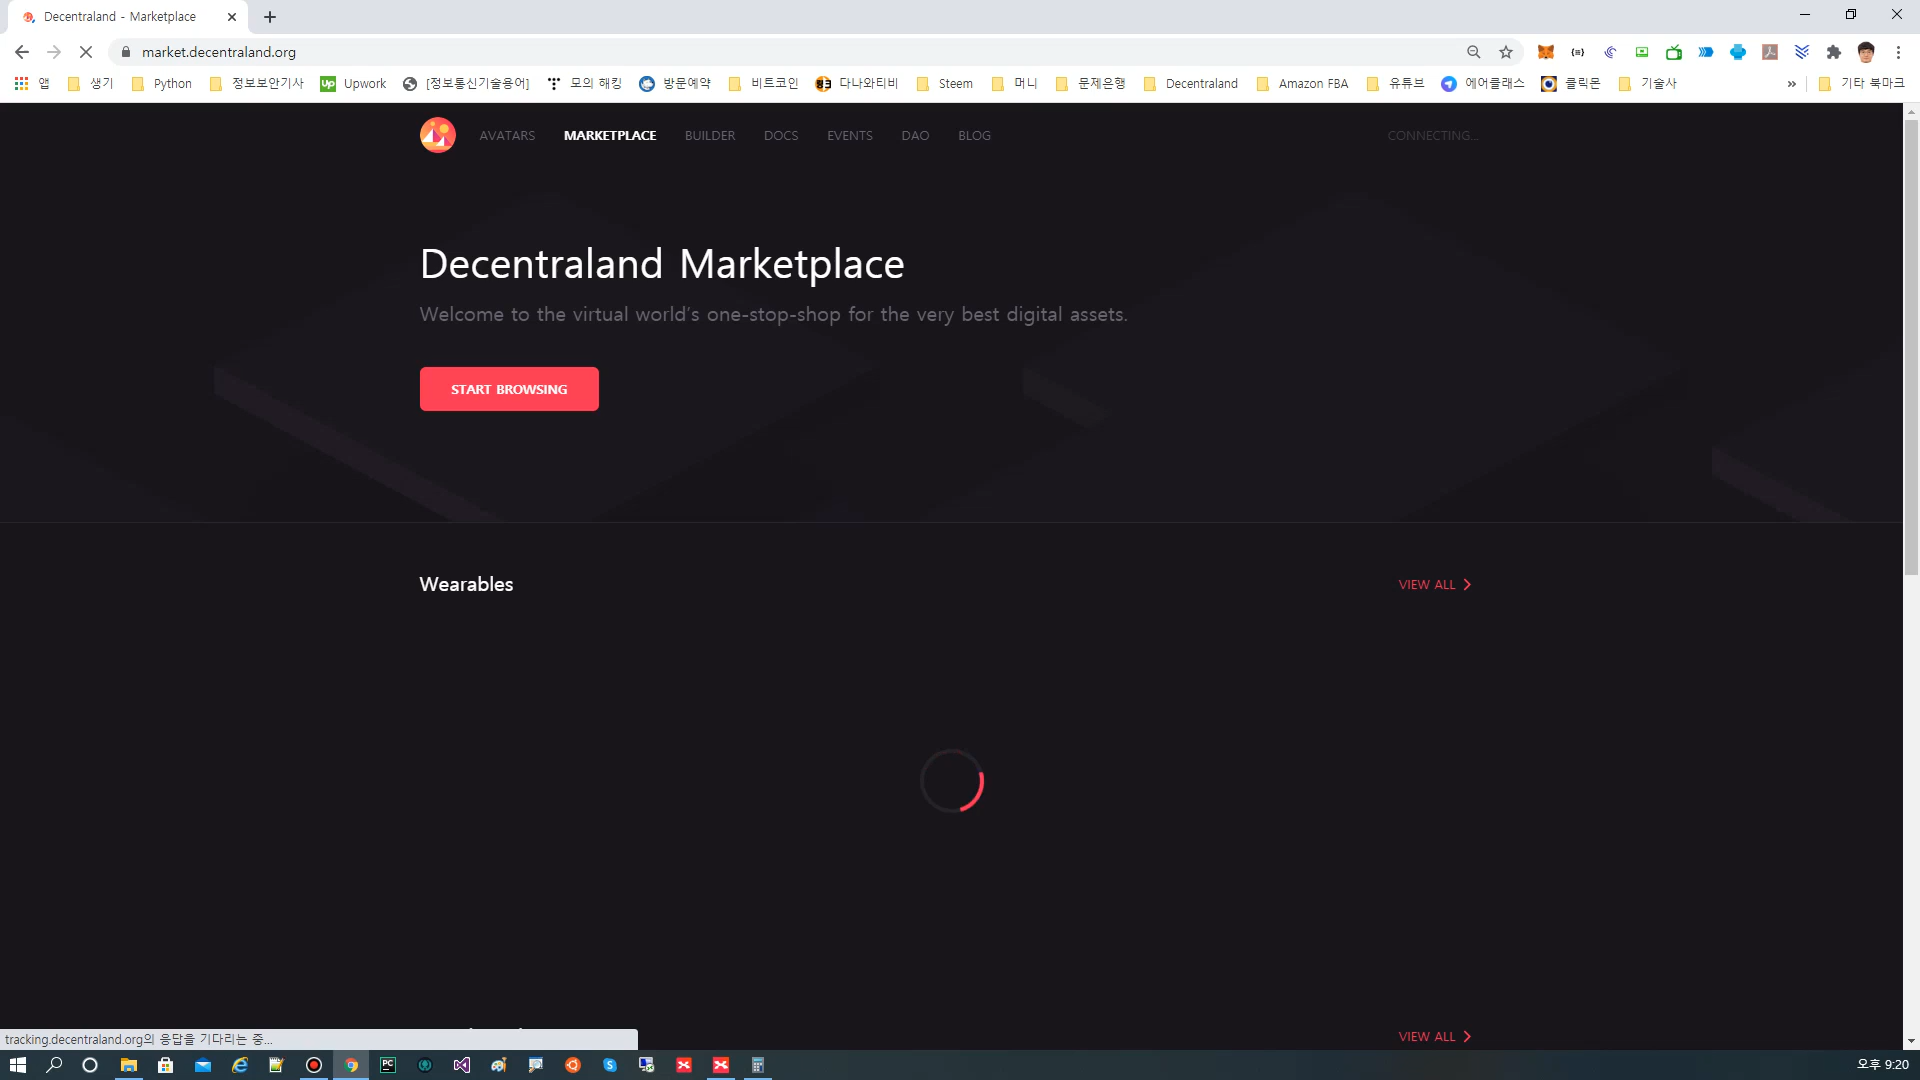 Decentraland - Marketplace
market.decentraland.org
앱 생기 Python 정보보안기사 Upwork [정보통신기술용어] 모의 해킹 방문예약 비트코인 다나와티비 Steem 머니 문제은행 Decentraland Amazon FBA 유튜브 에어클래스 클릭몬 기술사 » 기타 북마크
AVATARS MARKETPLACE BUILDER DOCS EVENTS DAO BLOG CONNECTING...
Decentraland Marketplace
Welcome to the virtual world's one-stop-shop for the very best digital assets.
START BROWSING
Wearables VIEW ALL
VIEW ALL
tracking.decentraland.org의 응답을 기다리는 중...
오후 9:20